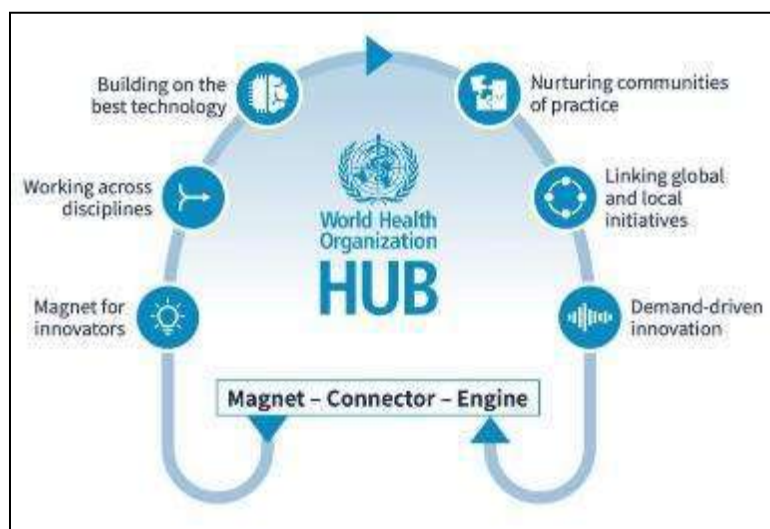 Building on the
best technology
Nurturing communities
of practice
Working across
disciplines
Linking global
and local
initiatives
World Health
Organization
HUB
Magnet for
innovators
Demand-driven
innovation
Magnet – Connector – Engine